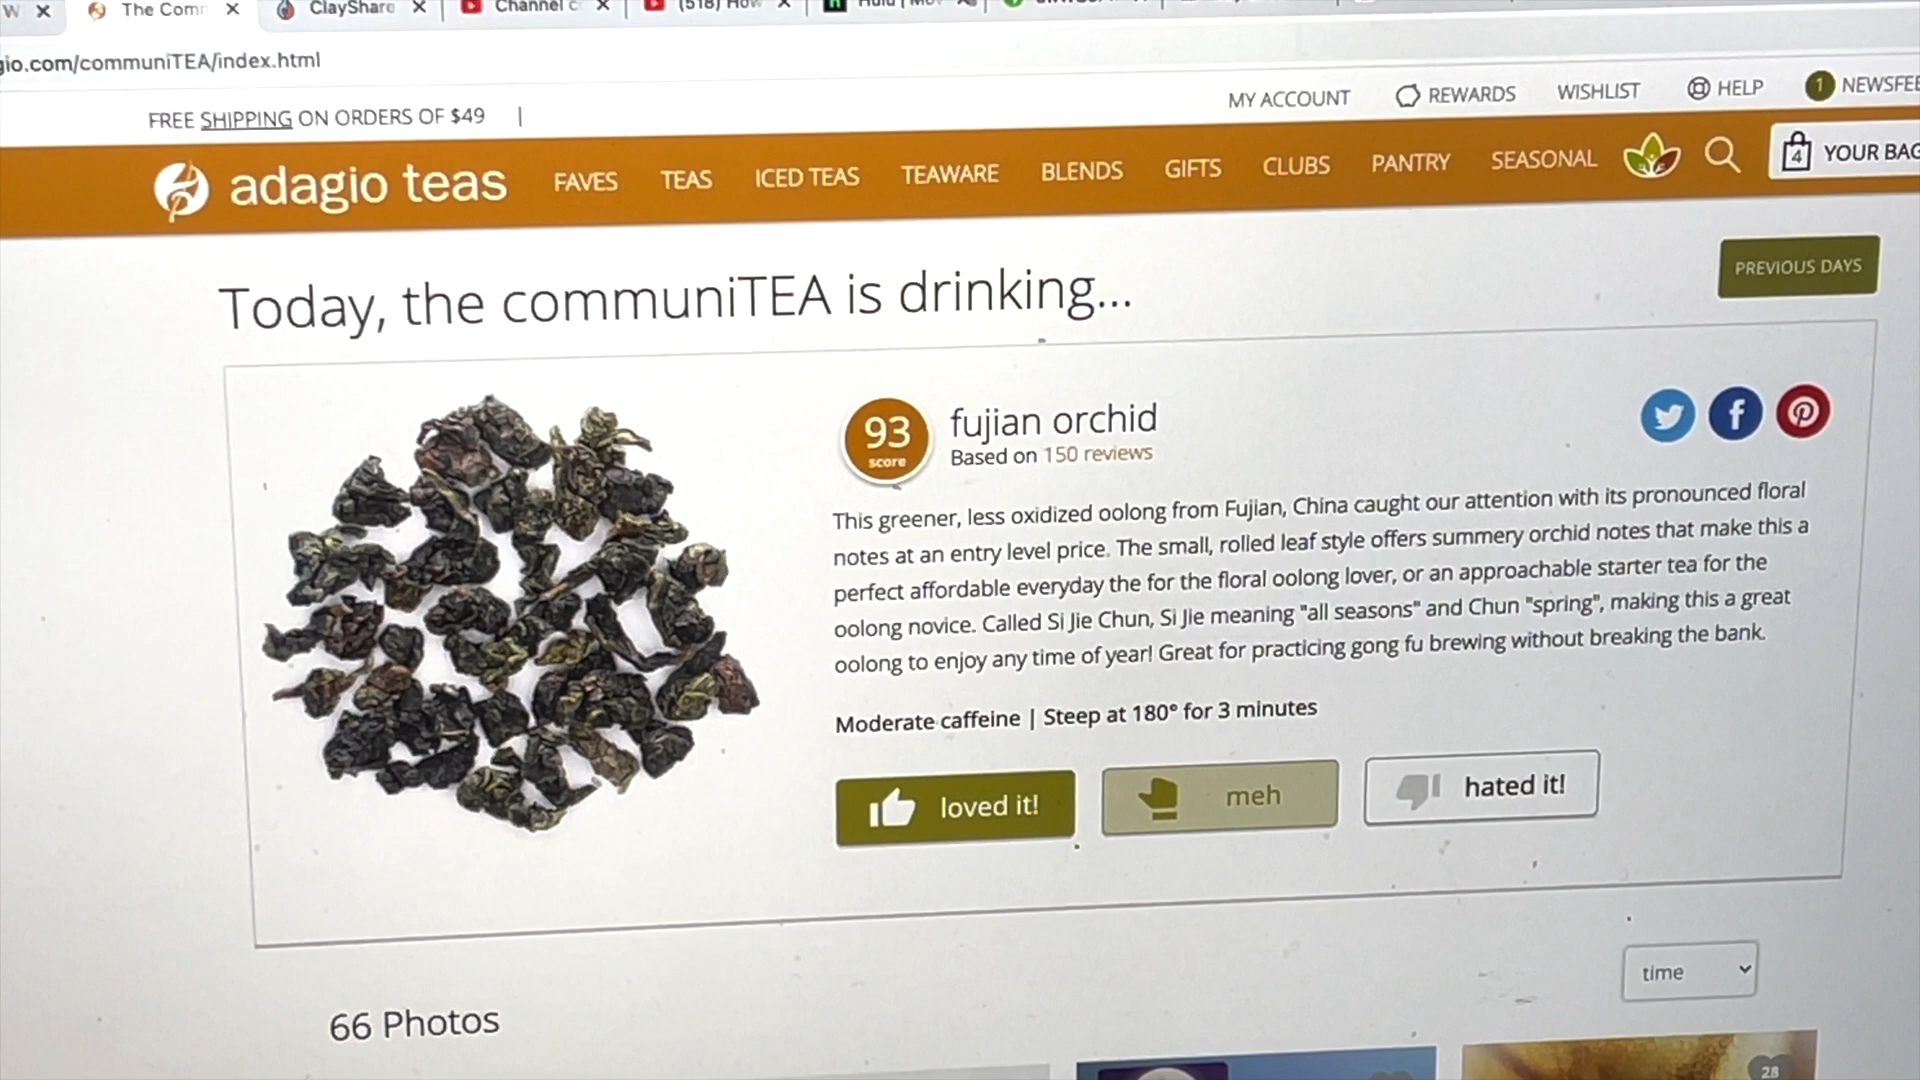 W
The Com
ClayShare
Channel c
(518) How
gio.com/communiTEA/index.html
FREE SHIPPING ON ORDERS OF $49 |
MY ACCOUNT
REWARDS
WISHLIST
HELP
1 NEWSFEE
adagio teas
FAVES
TEAS
ICED TEAS
TEAWARE
BLENDS
GIFTS
CLUBS
PANTRY
SEASONAL
4
YOUR BAG
Today, the communiTEA is drinking...
PREVIOUS DAYS
93
score
fujian orchid
Based on 150 reviews
This greener, less oxidized oolong from Fujian, China caught our attention with its pronounced floral
notes at an entry level price. The small, rolled leaf style offers summery orchid notes that make this a
perfect affordable everyday the for the floral oolong lover, or an approachable starter tea for the
oolong novice. Called Si Jie Chun, Si Jie meaning "all seasons" and Chun "spring", making this a great
oolong to enjoy any time of year! Great for practicing gong fu brewing without breaking the bank.
Moderate caffeine | Steep at 180° for 3 minutes
loved it!
meh
hated it!
time
66 Photos
28